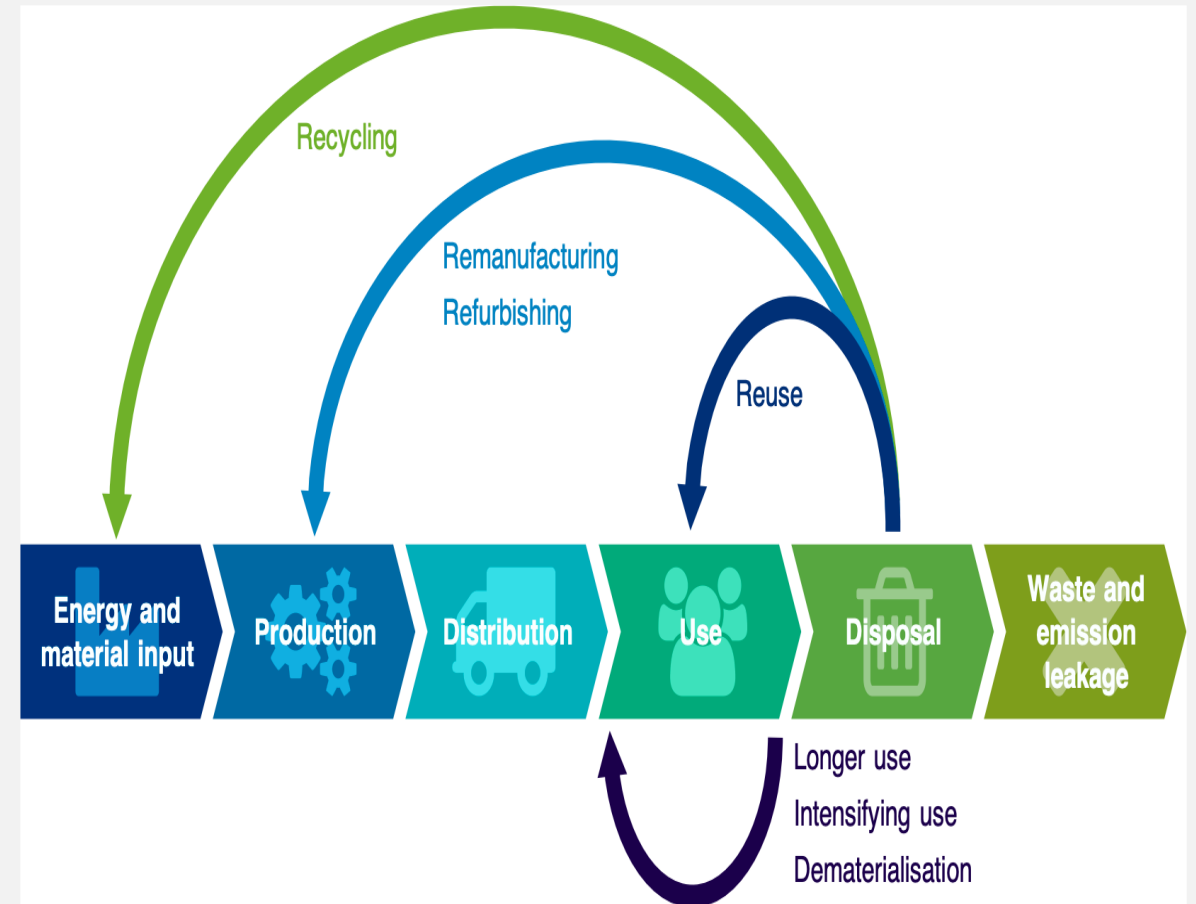 Recycling
Remanufacturing
Refurbishing
Reuse
Energy and
material input
Production
Distribution
Use
Disposal
Waste and
emission
leakage
Longer use
Intensifying use
Dematerialisation